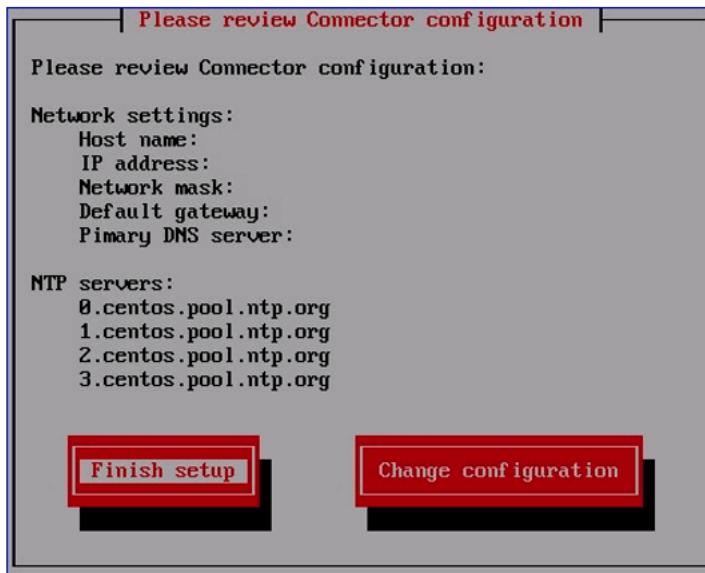 Please review Connector configuration
Please review Connector configuration:
Network settings:
Host name:
IP address:
Network mask:
Default gateway:
Pimary DNS server:
NTP servers:
0.centos.pool.ntp.org
1.centos.pool.ntp.org
2.centos.pool.ntp.org
3.centos.pool.ntp.org
Finish setup
Change configuration